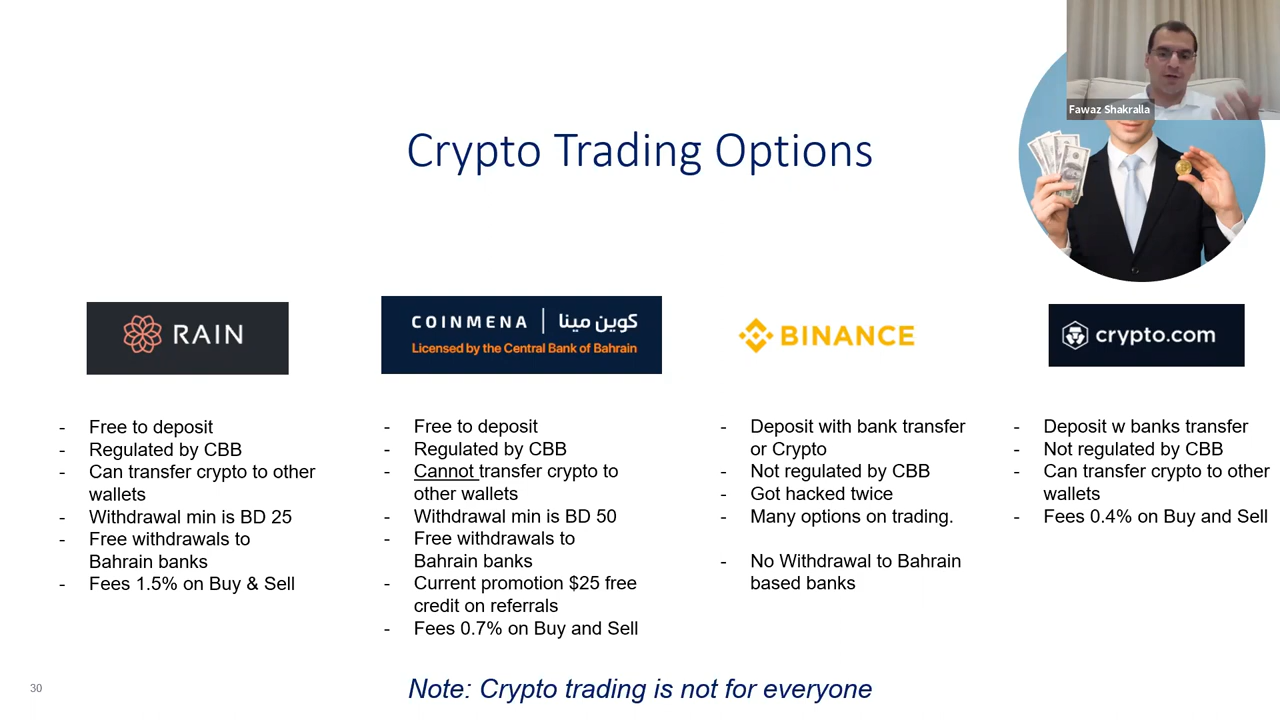 Fawaz Shakralla
Crypto Trading Options
RAIN
- Free to deposit
- Regulated by CBB
- Can transfer crypto to other
wallets
- Withdrawal min is BD 25
- Free withdrawals to
Bahrain banks
- Fees 1.5% on Buy & Sell
COINMENA | كوين مينا
Licensed by the Central Bank of Bahrain
- Free to deposit
- Regulated by CBB
- Cannot transfer crypto to
other wallets
- Withdrawal min is BD 50
- Free withdrawals to
Bahrain banks
- Current promotion $25 free
credit on referrals
- Fees 0.7% on Buy and Sell
BINANCE
- Deposit with bank transfer
or Crypto
- Not regulated by CBB
- Got hacked twice
- Many options on trading.
- No Withdrawal to Bahrain
based banks
crypto.com
- Deposit w banks transfer
- Not regulated by CBB
- Can transfer crypto to other
wallets
- Fees 0.4% on Buy and Sell
30
Note: Crypto trading is not for everyone